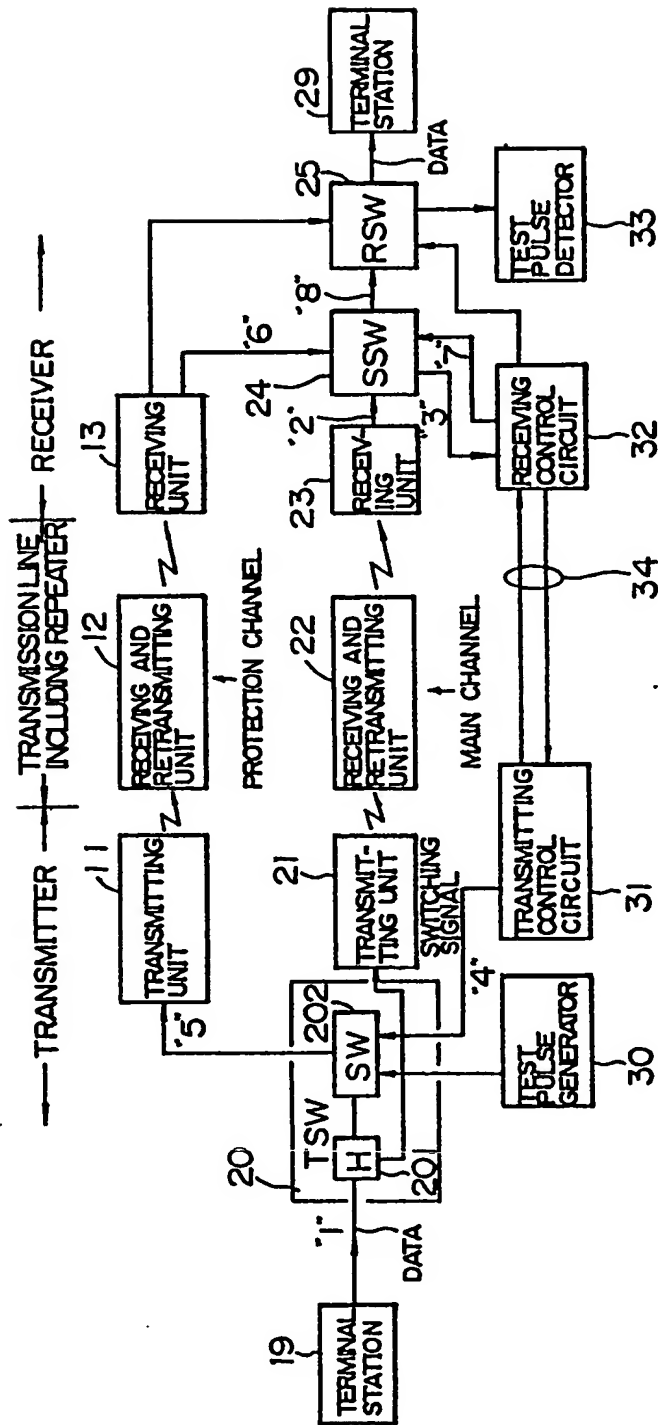 TRANSMITTER
TRANSMISSION LINE
INCLUDING REPEATER
RECEIVER
11
TRANSMITTING
UNIT
12
RECEIVING AND
RETRANSMITTING
UNIT
PROTECTION CHANNEL
13
RECEIVING
UNIT
"5"
"6"
19
TERMINAL
STATION
"1"
DATA
20
TSW
H
201
SW
202
21
TRANSMIT-
TING UNIT
SWITCHING
SIGNAL
"4"
22
RECEIVING AND
RETRANSMITTING
UNIT
MAIN CHANNEL
23
RECEIV-
ING
UNIT
"2"
24
SSW
"3"
"7"
"8"
25
RSW
DATA
29
TERMINAL
STATION
30
TEST
PULSE
GENERATOR
31
TRANSMITTING
CONTROL
CIRCUIT
34
32
RECEIVING
CONTROL
CIRCUIT
33
TEST
PULSE
DETECTOR